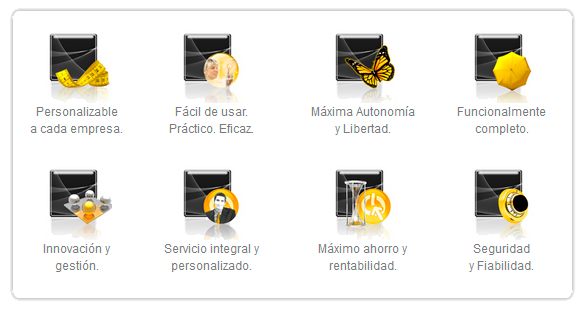 Personalizable
a cada empresa.
Fácil de usar.
Práctico. Eficaz.
Máxima Autonomía
y Libertad.
Funcionalmente
completo.
Innovación y
gestión.
Servicio integral y
personalizado.
Máximo ahorro y
rentabilidad.
Seguridad
y Fiabilidad.